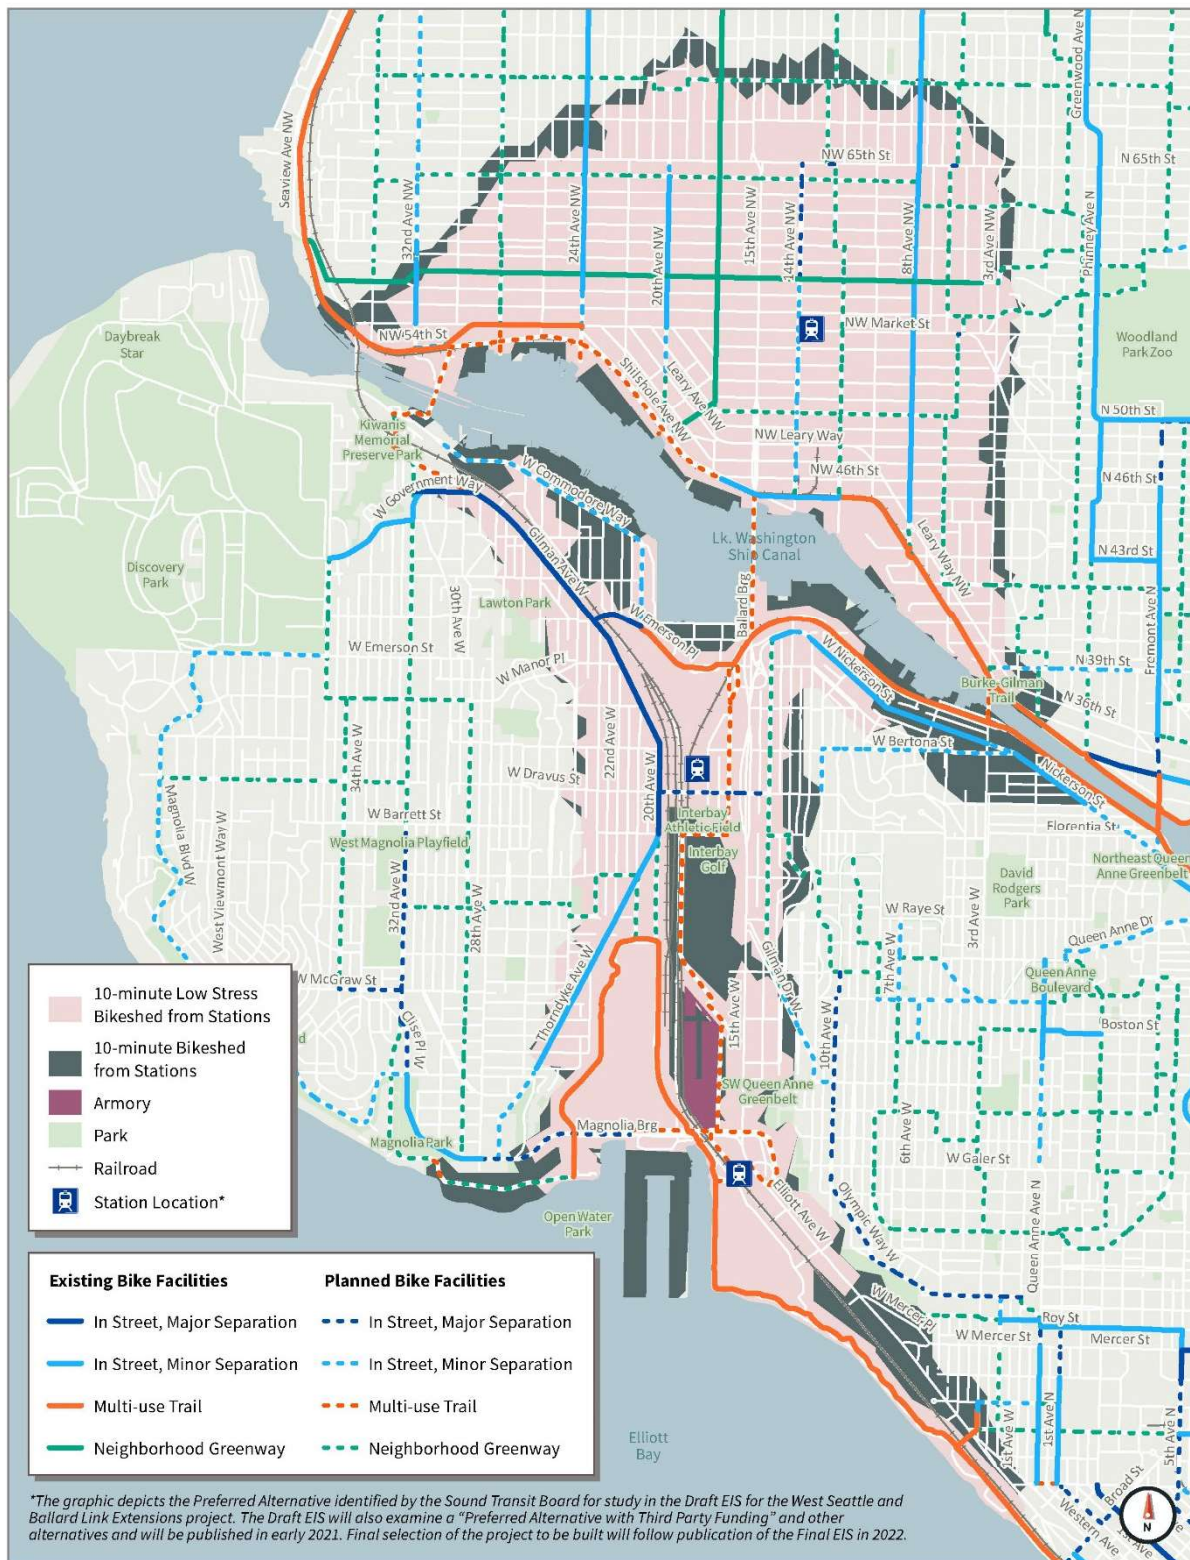 Greenwood Ave N
Seaview Ave NW
NW 65th St
N 65th St
32nd Ave NW
24th Ave NW
20th Ave NW
15th Ave NW
14th Ave NW
8th Ave NW
3rd Ave NW
Phinney Ave N
Daybreak
Star
NW 54th St
NW Market St
Woodland
Park Zoo
Shilshole Ave NW
Leary Ave NW
N 50th St
Kiwanis
Memorial
Preserve Park
NW Leary Way
NW 46th St
N 46th St
W Government Way
W Commodore Way
Gilman Ave W
Lk. Washington
Ship Canal
Leary Way NW
N 43rd St
Discovery
Park
30th Ave W
Lawton Park
W Emerson Pl
Ballard Brg
Fremont Ave N
W Emerson St
W Manor Pl
W Nickerson St
N 39th St
Burke-Gilman
Trail
N 36th St
34th Ave W
22nd Ave W
W Bertona St
W Dravus St
20th Ave W
Nickerson St
Magnolia Blvd W
West Viewmont Way W
W Barrett St
Interbay
Athletic Field
Florentia St
West Magnolia Playfield
Interbay
Golf
Northeast Queen
Anne Greenbelt
David
Rodgers
Park
32nd Ave W
28th Ave W
W Raye St
3rd Ave W
Queen Anne Dr
7th Ave W
Gilman Dr W
W McGraw St
Thorndyke Ave W
Queen Anne
Boulevard
15th Ave W
10th Ave W
Boston St
Clise Pl W
d
SW Queen Anne
Greenbelt
Magnolia Park
Magnolia Brg
6th Ave W
W Galer St
Elliott Ave W
Olympic Way W
Queen Anne Ave N
Open Water
Park
W Mercer Pl
Roy St
W Mercer St
Mercer St
1st Ave W
1st Ave N
5th Ave N
Elliott
Bay
Broad St
Western Ave
1st Ave
N
10-minute Low Stress
Bikeshed from Stations
10-minute Bikeshed
from Stations
Armory
Park
Railroad
Station Location*
Existing Bike Facilities
Planned Bike Facilities
In Street, Major Separation
In Street, Major Separation
In Street, Minor Separation
In Street, Minor Separation
Multi-use Trail
Multi-use Trail
Neighborhood Greenway
Neighborhood Greenway
*The graphic depicts the Preferred Alternative identified by the Sound Transit Board for study in the Draft EIS for the West Seattle and
Ballard Link Extensions project. The Draft EIS will also examine a “Preferred Alternative with Third Party Funding” and other
alternatives and will be published in early 2021. Final selection of the project to be built will follow publication of the Final EIS in 2022.